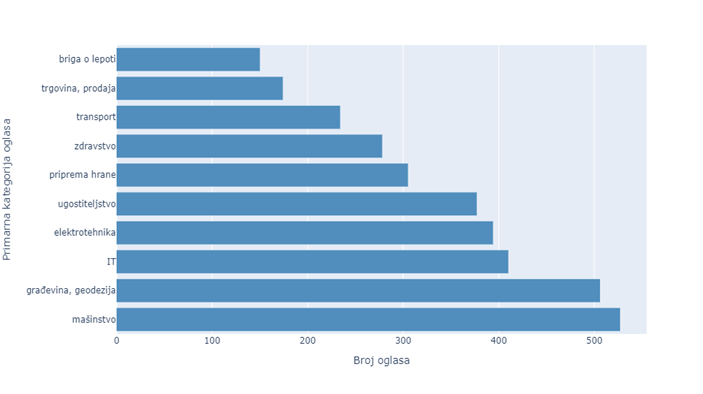 Primarna kategorija oglasa
briga o lepoti
trgovina, prodaja
transport
zdravstvo
priprema hrane
ugostiteljstvo
elektrotehnika
IT
građevina, geodezija
mašinstvo
0 100 200 300 400 500
Broj oglasa